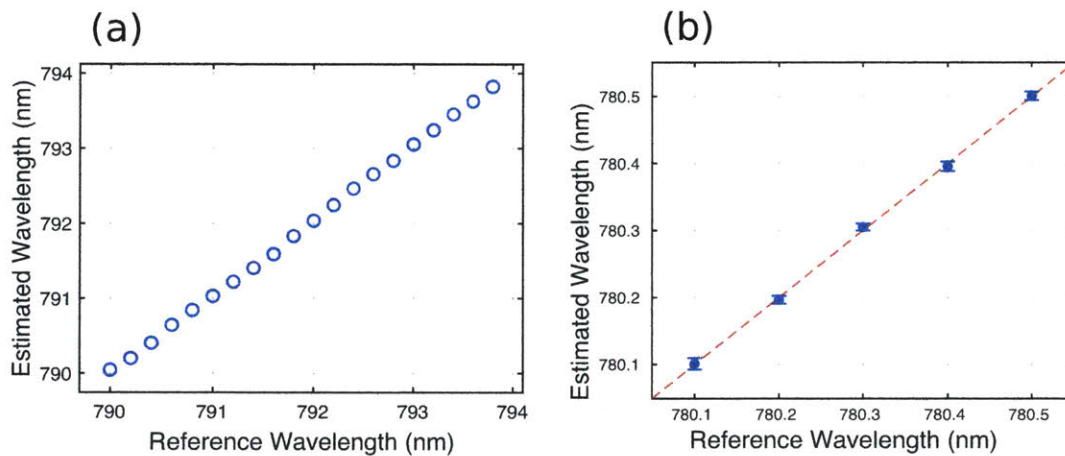 (a)
(b)
Estimated Wavelength (nm)
794
793
792
791
790
790 791 792 793 794
Reference Wavelength (nm)
Estimated Wavelength (nm)
780.5
780.4
780.3
780.2
780.1
780.1 780.2 780.3 780.4 780.5
Reference Wavelength (nm)